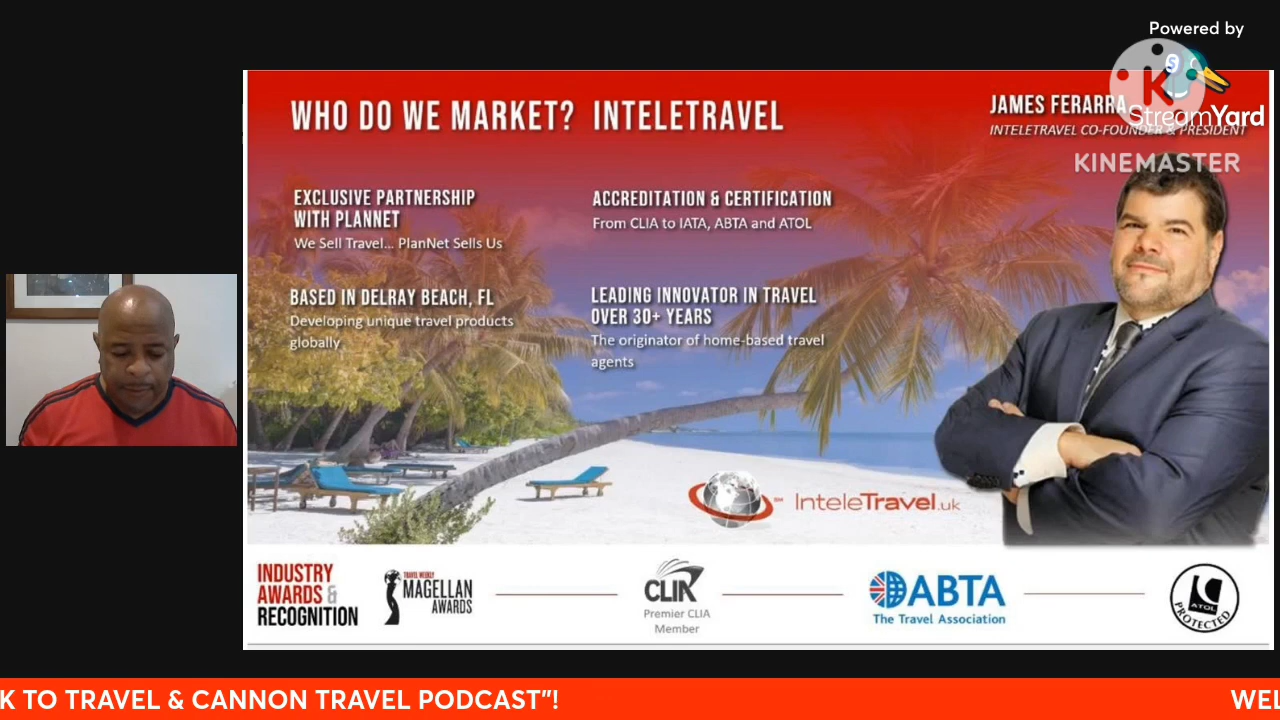 Powered by
StreamYard
K
KINEMASTER
WHO DO WE MARKET? INTELETRAVEL
JAMES FERARRA
INTELETRAVEL CO-FOUNDER & PRESIDENT
EXCLUSIVE PARTNERSHIP
WITH PLANNET
We Sell Travel... PlanNet Sells Us
ACCREDITATION & CERTIFICATION
From CLIA to IATA, ABTA and ATOL
BASED IN DELRAY BEACH, FL
Developing unique travel products
globally
LEADING INNOVATOR IN TRAVEL
OVER 30+ YEARS
The originator of home-based travel
agents
InteleTravel.uk
INDUSTRY
AWARDS &
RECOGNITION
TRAVEL WEEKLY
MAGELLAN
AWARDS
CLIA
Premier CLIA
Member
ABTA
The Travel Association
ATOL
PROTECTED
K TO TRAVEL & CANNON TRAVEL PODCAST"!
WEL